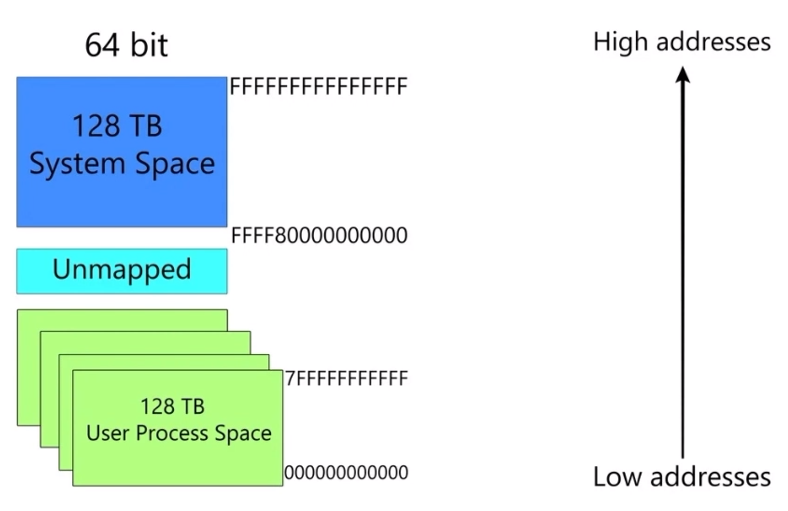 64 bit
High addresses
FFFFFFFFFFFFFFFF
128 TB
System Space
FFFF80000000000
Unmapped
7FFFFFFFFFFF
128 TB
User Process Space
000000000000
Low addresses